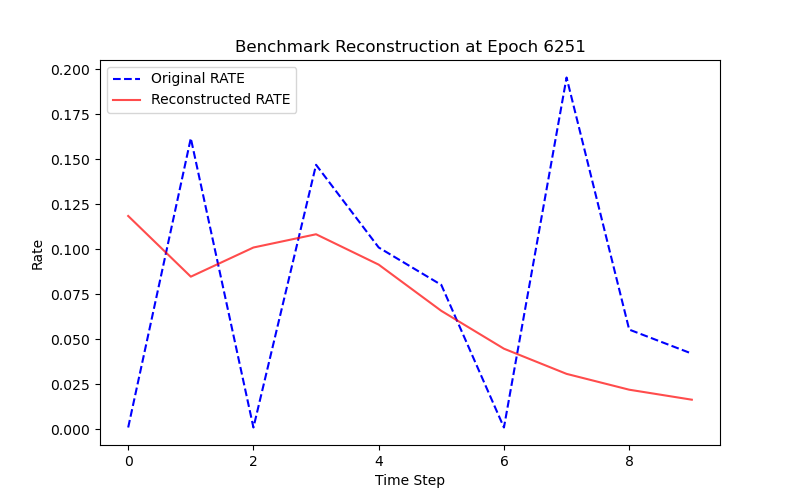 Benchmark Reconstruction at Epoch 6251
Original RATE
Reconstructed RATE
Rate
0.200
0.175
0.150
0.125
0.100
0.075
0.050
0.025
0.000
0 2 4 6 8
Time Step